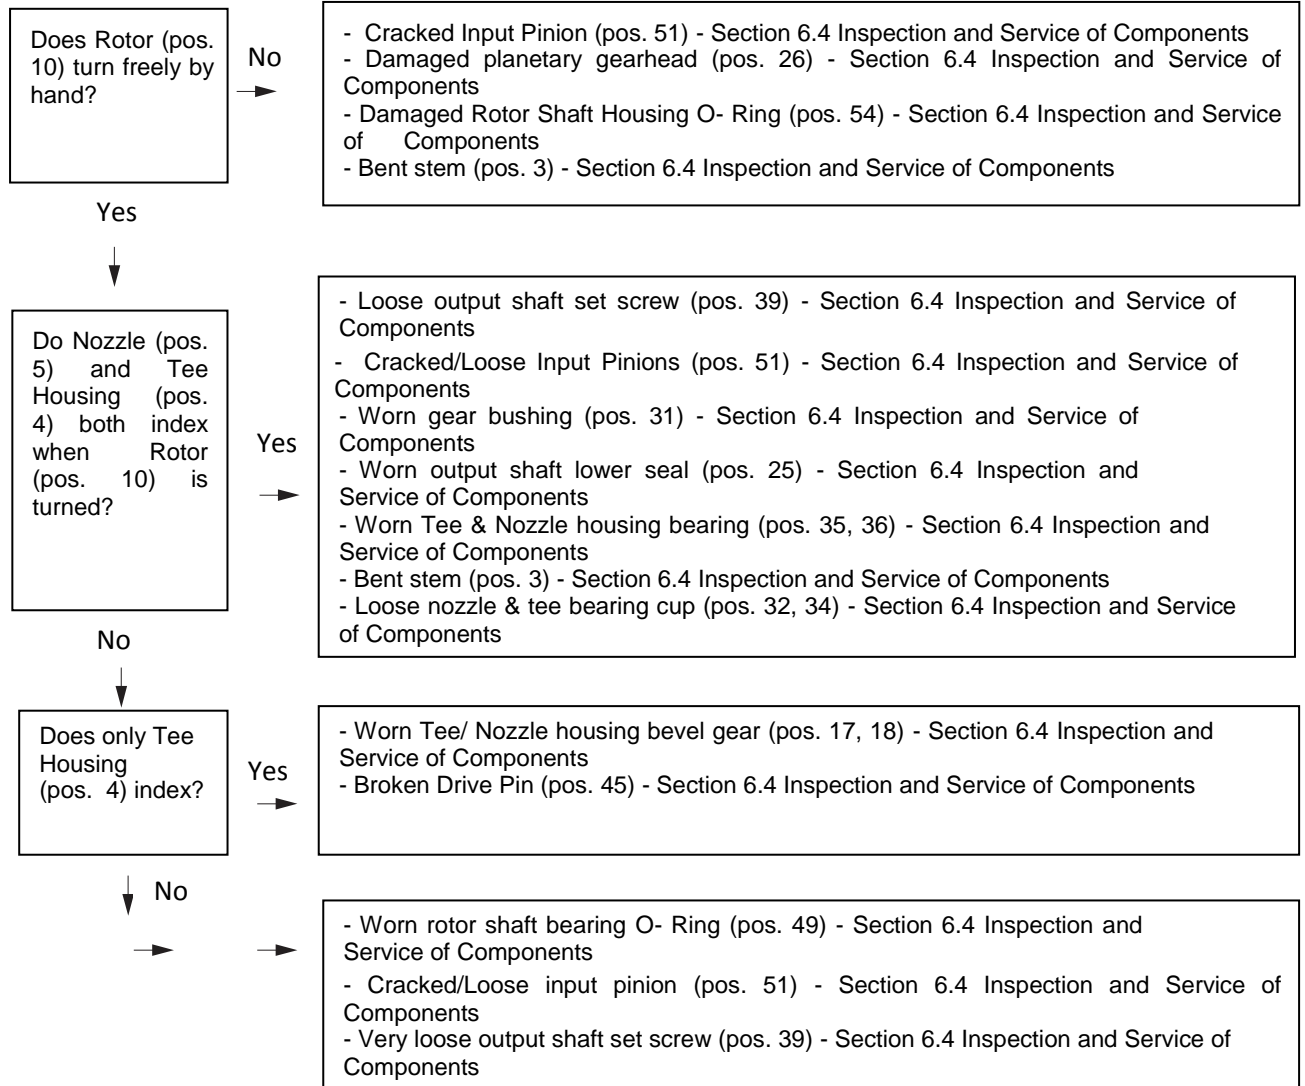 Does Rotor (pos.
10) turn freely by
hand?
No
- Cracked Input Pinion (pos. 51) - Section 6.4 Inspection and Service of Components
- Damaged planetary gearhead (pos. 26) - Section 6.4 Inspection and Service of
Components
- Damaged Rotor Shaft Housing O- Ring (pos. 54) - Section 6.4 Inspection and Service
of Components
- Bent stem (pos. 3) - Section 6.4 Inspection and Service of Components
Yes
Do Nozzle (pos.
5) and Tee
Housing (pos.
4) both index
when Rotor
(pos. 10) is
turned?
Yes
- Loose output shaft set screw (pos. 39) - Section 6.4 Inspection and Service of
Components
- Cracked/Loose Input Pinions (pos. 51) - Section 6.4 Inspection and Service of
Components
- Worn gear bushing (pos. 31) - Section 6.4 Inspection and Service of
Components
- Worn output shaft lower seal (pos. 25) - Section 6.4 Inspection and
Service of Components
- Worn Tee & Nozzle housing bearing (pos. 35, 36) - Section 6.4 Inspection and
Service of Components
- Bent stem (pos. 3) - Section 6.4 Inspection and Service of Components
- Loose nozzle & tee bearing cup (pos. 32, 34) - Section 6.4 Inspection and Service
of Components
No
Does only Tee
Housing
(pos. 4) index?
Yes
- Worn Tee/ Nozzle housing bevel gear (pos. 17, 18) - Section 6.4 Inspection and
Service of Components
- Broken Drive Pin (pos. 45) - Section 6.4 Inspection and Service of Components
No
- Worn rotor shaft bearing O- Ring (pos. 49) - Section 6.4 Inspection and
Service of Components
- Cracked/Loose input pinion (pos. 51) - Section 6.4 Inspection and Service of
Components
- Very loose output shaft set screw (pos. 39) - Section 6.4 Inspection and Service of
Components